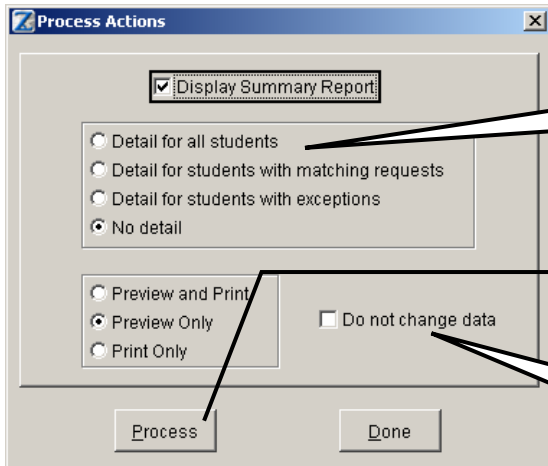 Process Actions
Display Summary Report
Detail for all students
Detail for students with matching requests
Detail for students with exceptions
No detail
Preview and Print
Preview Only
Do not change data
Print Only
Process
Done